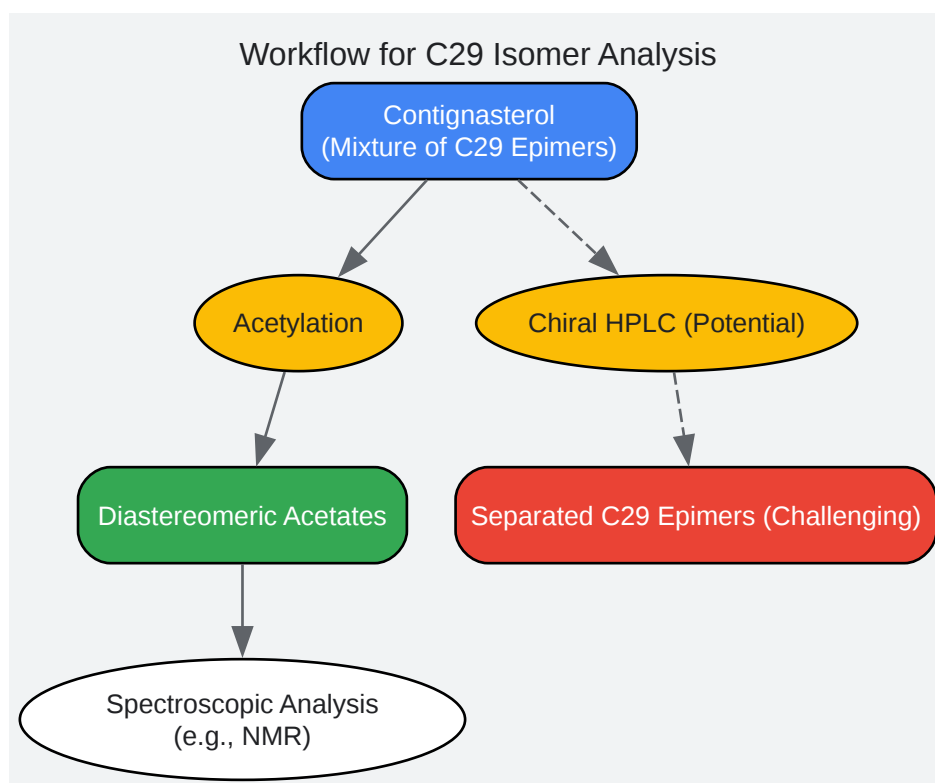 Workflow for C29 Isomer Analysis
Contignasterol
(Mixture of C29 Epimers)
Acetylation
Chiral HPLC (Potential)
Diastereomeric Acetates
Separated C29 Epimers (Challenging)
Spectroscopic Analysis
(e.g., NMR)